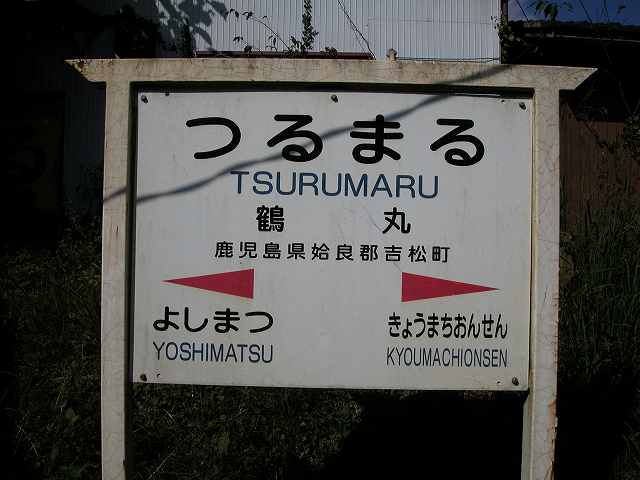 つるまる
TSURUMARU
鶴丸
鹿児島県姶良郡吉松町
よしまつ きょうまちおんせん
YOSHIMATSU KYOUMACHIONSEN